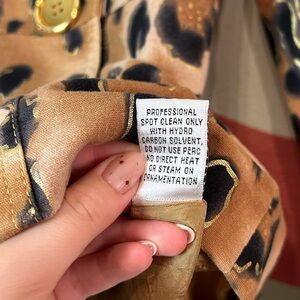 PROFESSIONAL
SPOT CLEAN ONLY
WITH HYDRO
CARBON SOLVENT,
DO NOT USE PERC
NO DIRECT HEAT
OR STEAM ON
ORNAMENTATION